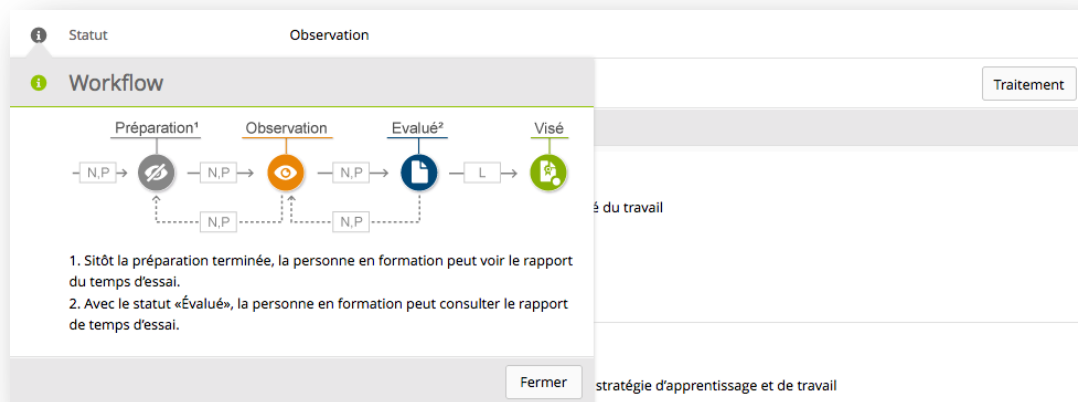 Statut Observation
Workflow
Traitement
Préparation¹ Observation Evalué² Visé
N,P N,P N,P L
N,P N,P
é du travail
1. Sitôt la préparation terminée, la personne en formation peut voir le rapport
du temps d'essai.
2. Avec le statut «Évalué», la personne en formation peut consulter le rapport
de temps d'essai.
Fermer
stratégie d'apprentissage et de travail